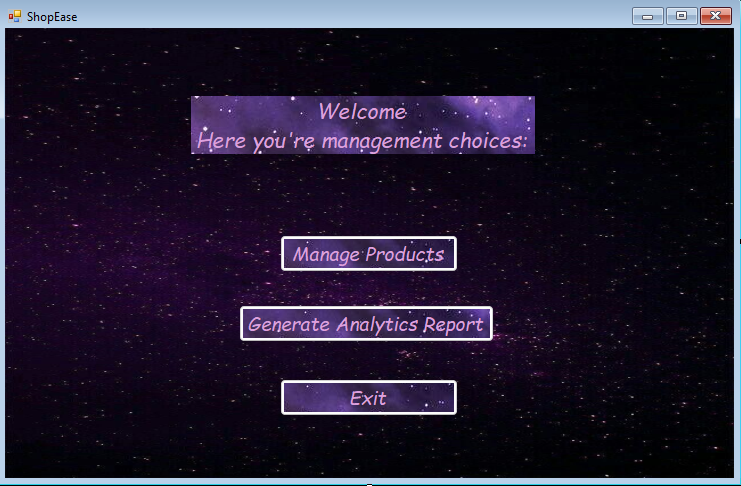 ShopEase
Welcome
Here you're management choices:
Manage Products
Generate Analytics Report
Exit